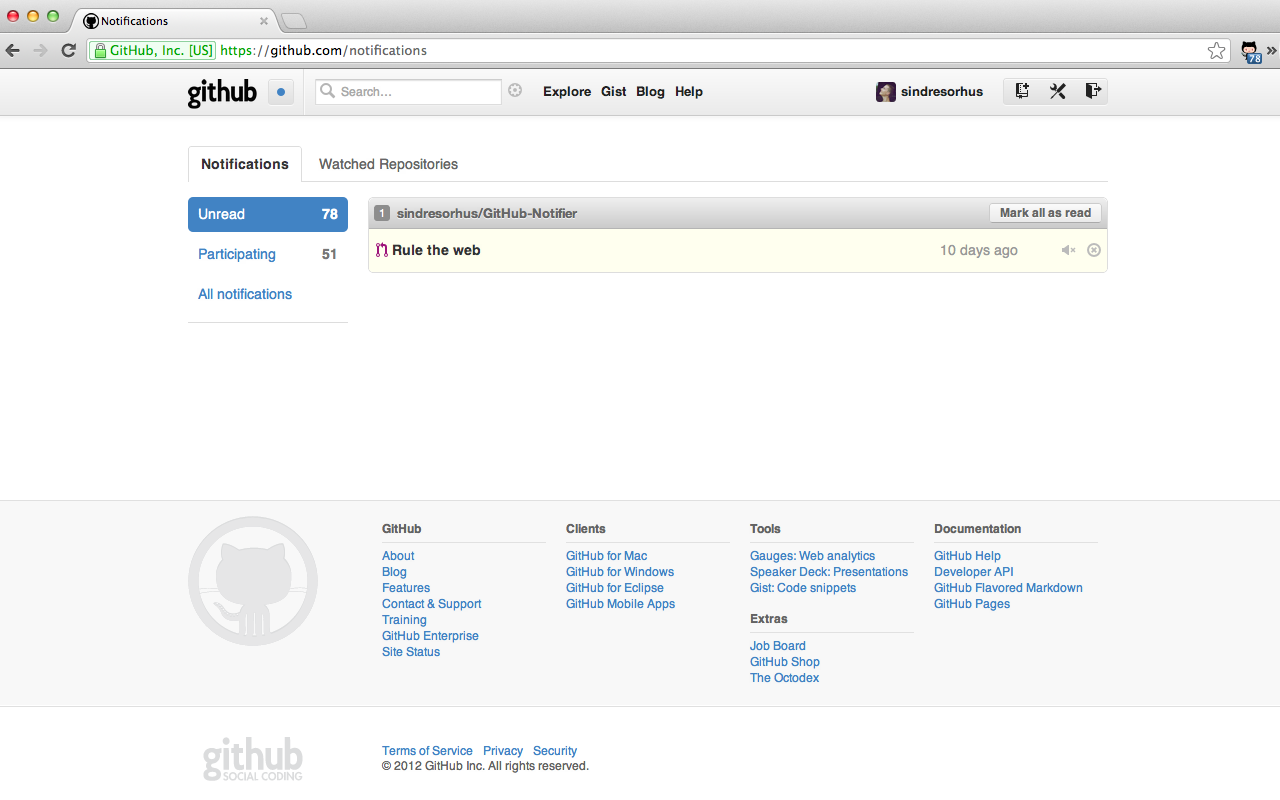 Notifications
GitHub, Inc. [US] https://github.com/notifications
78
github Search... Explore Gist Blog Help sindresorhus
Notifications Watched Repositories
Unread 78
Participating 51
All notifications
1 sindresorhus/GitHub-Notifier Mark all as read
Rule the web 10 days ago
GitHub
About
Blog
Features
Contact & Support
Training
GitHub Enterprise
Site Status
Clients
GitHub for Mac
GitHub for Windows
GitHub for Eclipse
GitHub Mobile Apps
Tools
Gauges: Web analytics
Speaker Deck: Presentations
Gist: Code snippets
Extras
Job Board
GitHub Shop
The Octodex
Documentation
GitHub Help
Developer API
GitHub Flavored Markdown
GitHub Pages
github
SOCIAL CODING
Terms of Service Privacy Security
© 2012 GitHub Inc. All rights reserved.